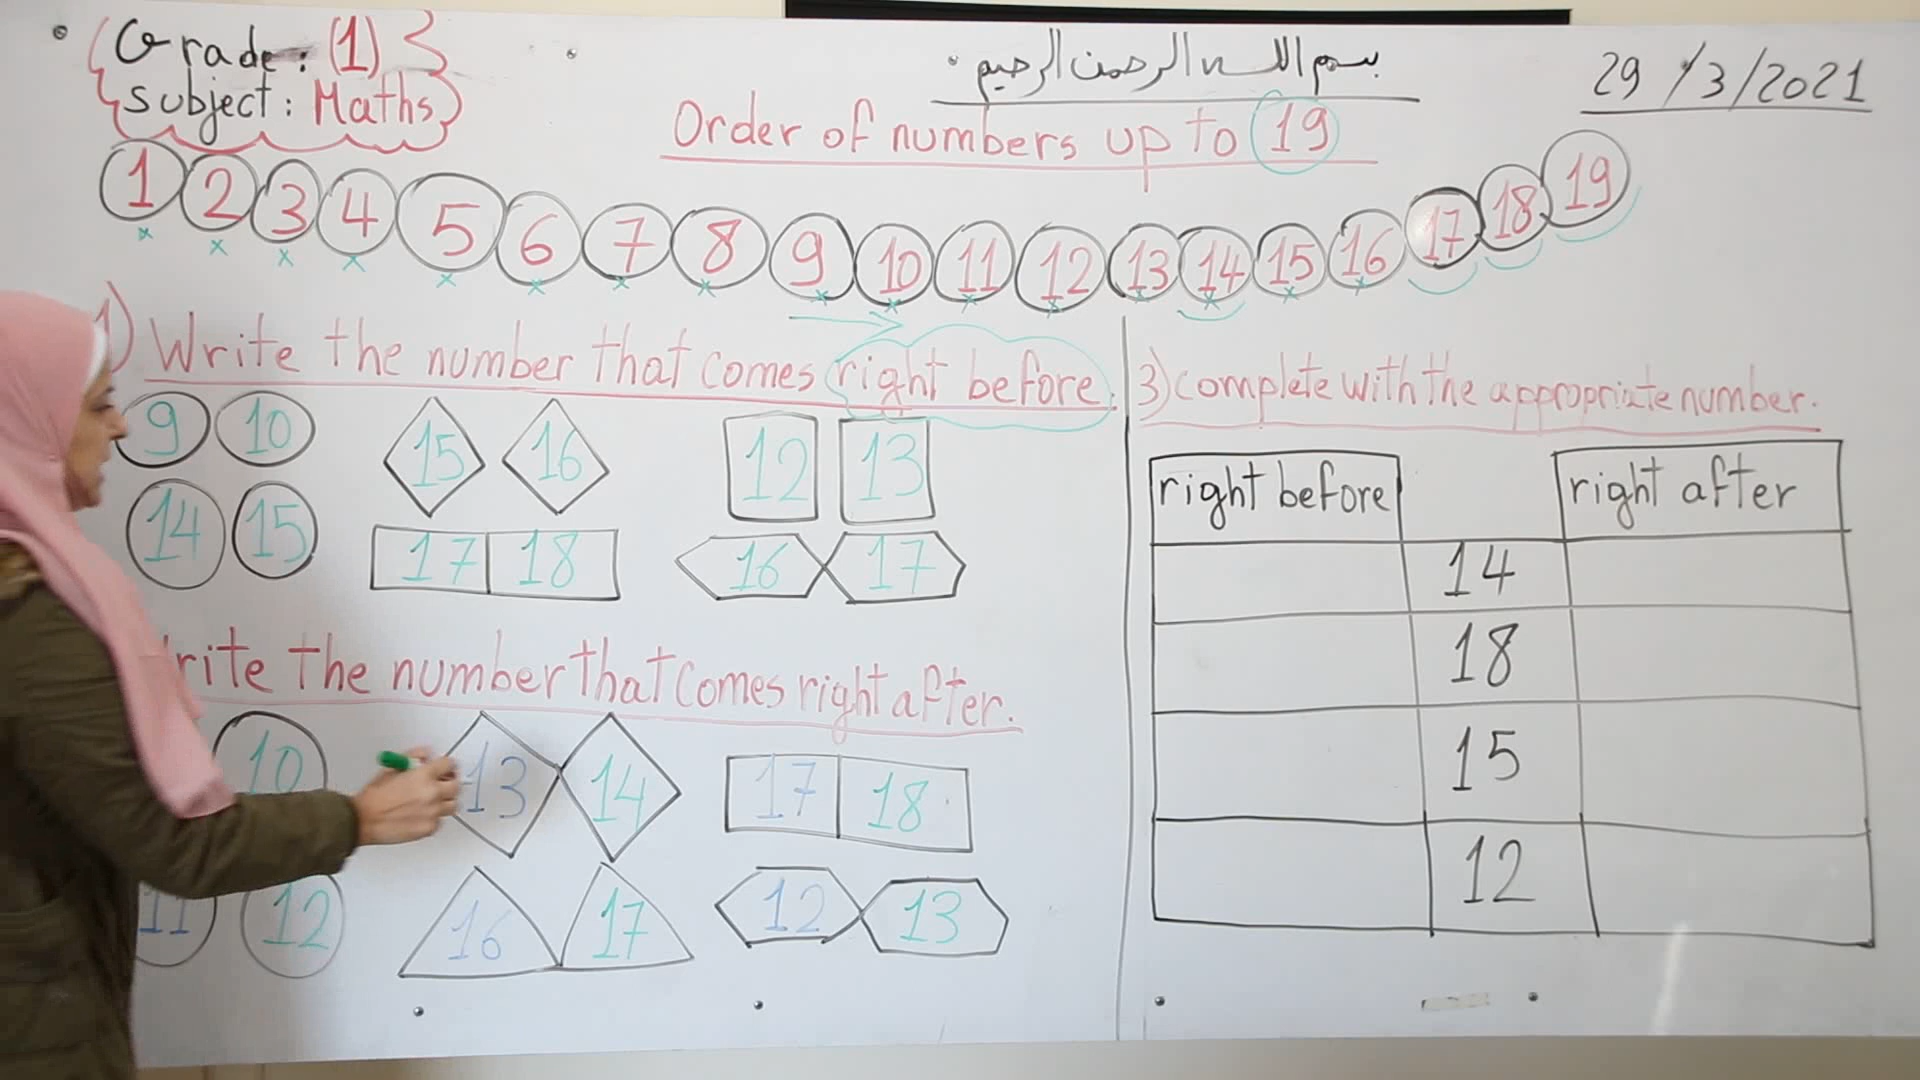 Grade: (1)
subject: Maths
بسم الله الرحمن الرحيم
29/3/2021
Order of numbers up to 19
1 2 3 4 5 6 7 8 9 10 11 12 13 14 15 16 17 18 19
1) Write the number that comes right before.
9 10 15 16 12 13
14 15 17 18 16 17
rite the number that comes right after.
10 13 14 17 18
11 12 16 17 12 13
3) complete with the appropriate number.
right before right after
14
18
15
12